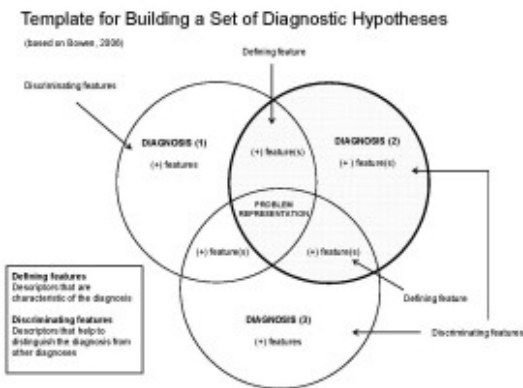 Template for Building a Set of Diagnostic Hypotheses
(based on Bowen, 2006)
Defining feature
Discriminating features
DIAGNOSIS (1)
(+) features
(+) feature(s)
DIAGNOSIS (2)
(+ ) feature(s)
PROBLEM
REPRESENTATION
(+) feature(s)
(+) feature(s)
Defining features
Descriptors that are
characteristic of the diagnosis
Discriminating features
Descriptors that help to
distinguish the diagnosis from
other diagnoses
Defining feature
DIAGNOSIS (3)
(+) features
Discriminating features